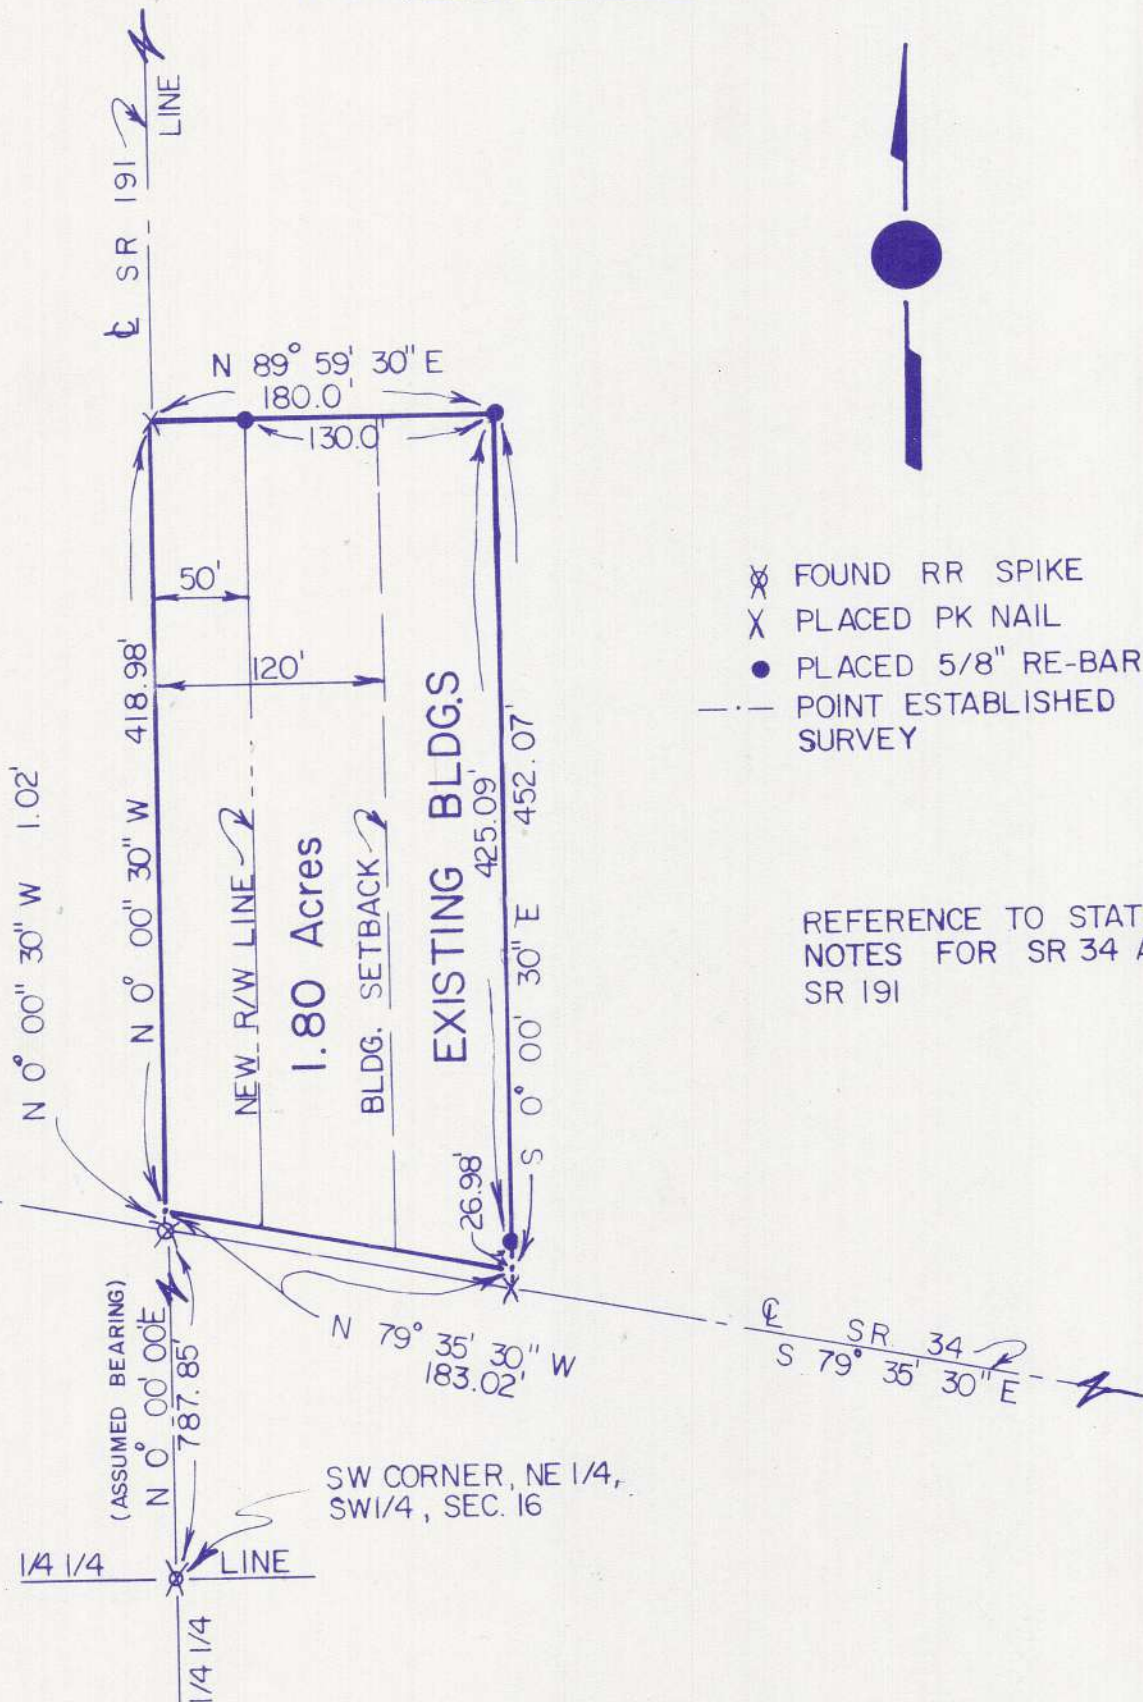 LINE
℄ SR 191
N 89° 59' 30" E
180.0'
130.0'
50'
120'
418.98'
N 0° 00" 30" W
N 0° 00" 30" W 1.02'
NEW R/W LINE
1.80 Acres
BLDG. SETBACK
EXISTING BLDG,S
425.09'
452.07'
S 0° 00' 30" E
26.98'
FOUND RR SPIKE
PLACED PK NAIL
PLACED 5/8" RE-BAR
POINT ESTABLISHED
SURVEY
REFERENCE TO STAT
NOTES FOR SR 34 A
SR 191
N 79° 35' 30" W
183.02'
℄ SR. 34
S 79° 35' 30" E
(ASSUMED BEARING)
N 0° 00' 00"E
787.85'
SW CORNER, NE 1/4,
SW1/4, SEC. 16
1/4 1/4 LINE
1/4 1/4